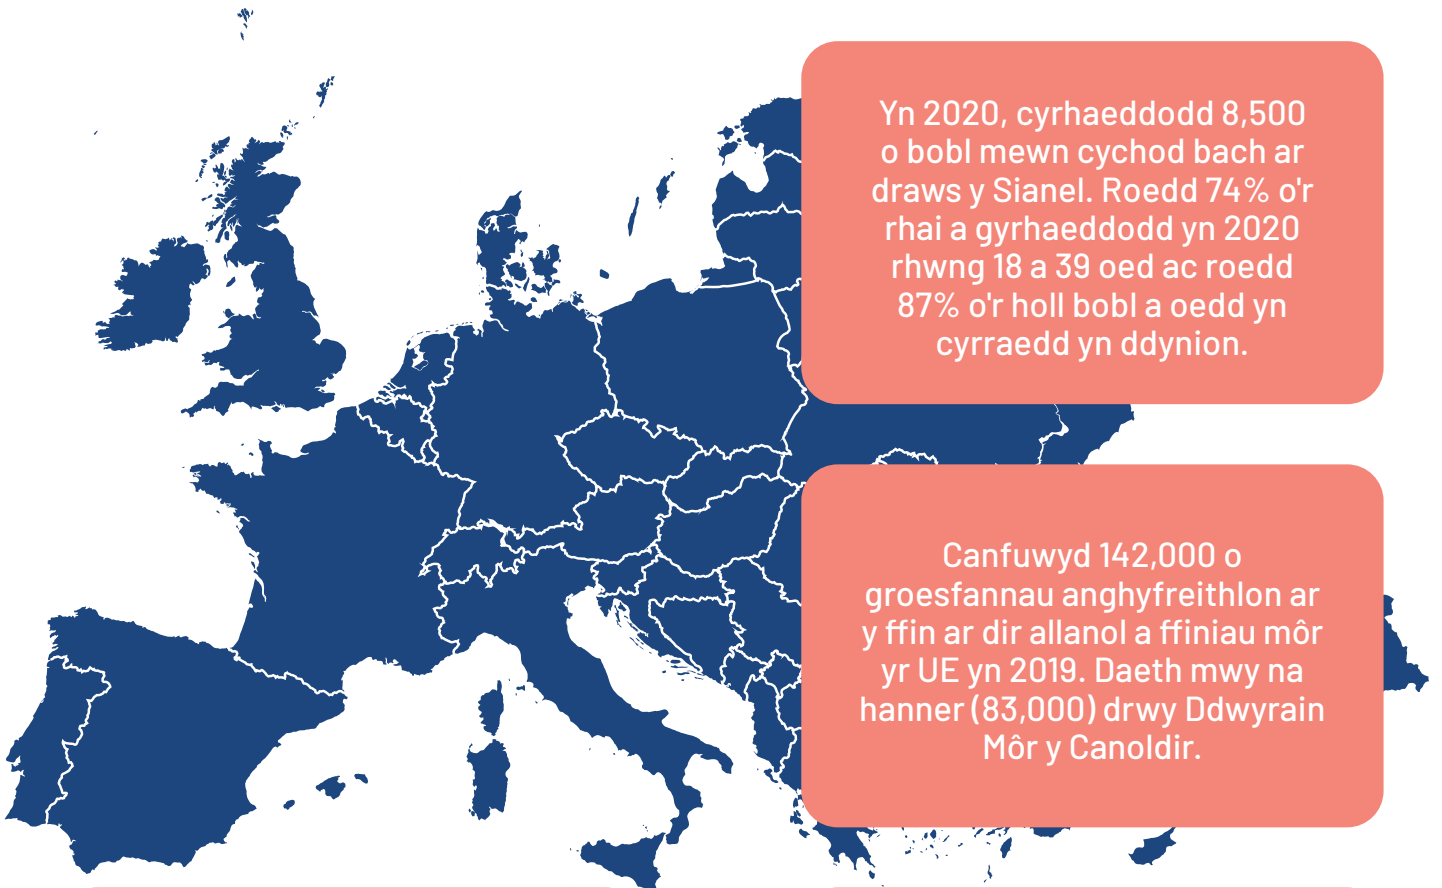 Yn 2020, cyrhaeddodd 8,500
o bobl mewn cychod bach ar
draws y Sianel. Roedd 74% o'r
rhai a gyrhaeddodd yn 2020
rhwng 18 a 39 oed ac roedd
87% o'r holl bobl a oedd yn
cyrraedd yn ddynion.
Canfuwyd 142,000 o
groesfannau anghyfreithlon ar
y ffin ar dir allanol a ffiniau môr
yr UE yn 2019. Daeth mwy na
hanner (83,000) drwy Ddwyrain
Môr y Canoldir.